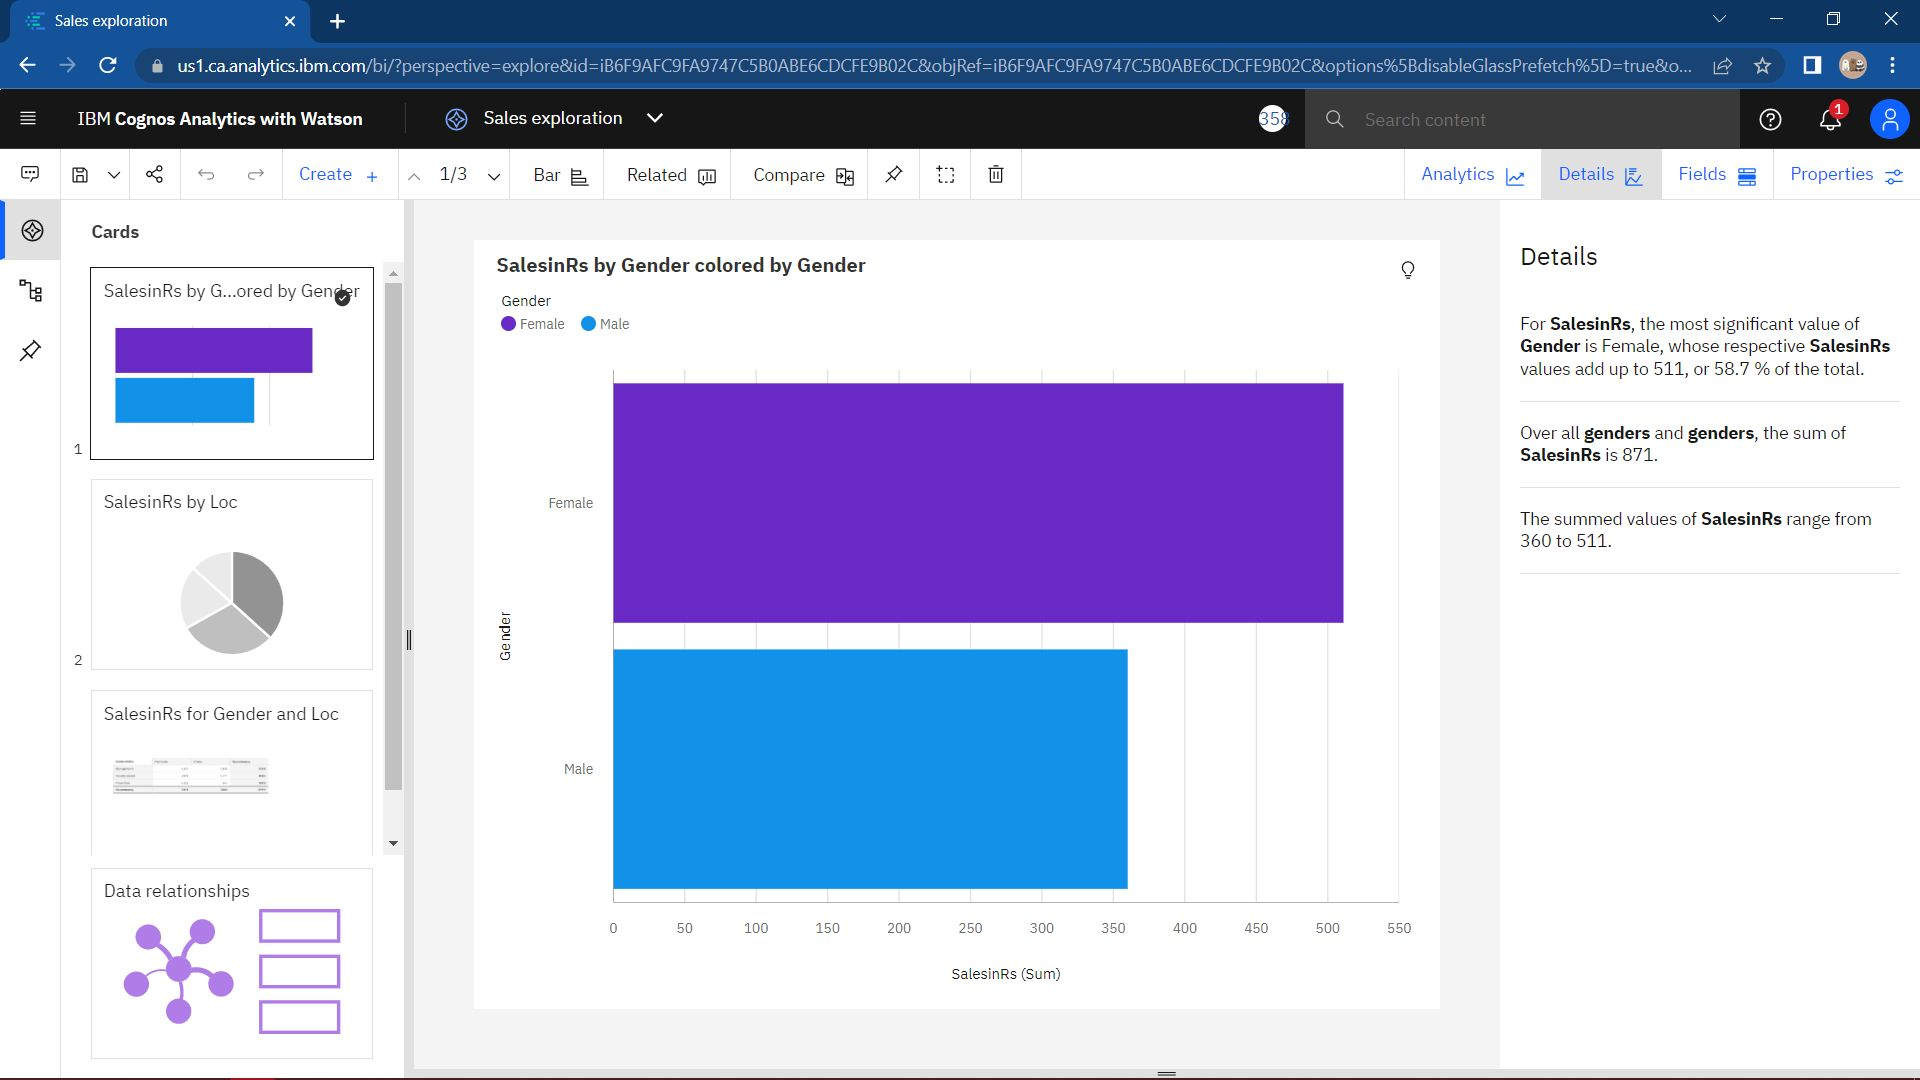 Sales exploration
us1.ca.analytics.ibm.com/bi/?perspective=explore&id=iB6F9AFC9FA9747C5B0ABE6CDCFE9B02C&objRef=iB6F9AFC9FA9747C5B0ABE6CDCFE9B02C&options%5BdisableGlassPrefetch%5D=true&o...
IBM Cognos Analytics with Watson
Sales exploration
358
Search content
1
Create +
1/3
Bar
Related
Compare
Analytics
Details
Fields
Properties
Cards
SalesinRs by G...ored by Gender
1
SalesinRs by Loc
2
SalesinRs for Gender and Loc
Data relationships
SalesinRs by Gender colored by Gender
Gender
Female
Male
Female
Male
Gender
0 50 100 150 200 250 300 350 400 450 500 550
SalesinRs (Sum)
Details
For SalesinRs, the most significant value of
Gender is Female, whose respective SalesinRs
values add up to 511, or 58.7 % of the total.
Over all genders and genders, the sum of
SalesinRs is 871.
The summed values of SalesinRs range from
360 to 511.